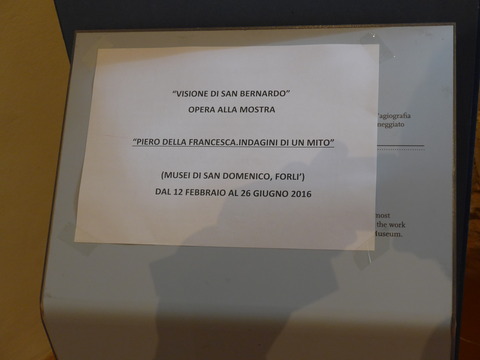 "VISIONE DI SAN BERNARDO"
OPERA ALLA MOSTRA
"PIERO DELLA FRANCESCA.INDAGINI DI UN MITO"
(MUSEI DI SAN DOMENICO, FORLI')
DAL 12 FEBBRAIO AL 26 GIUGNO 2016
l'agiografia
neggiato
most
the work
Museum.